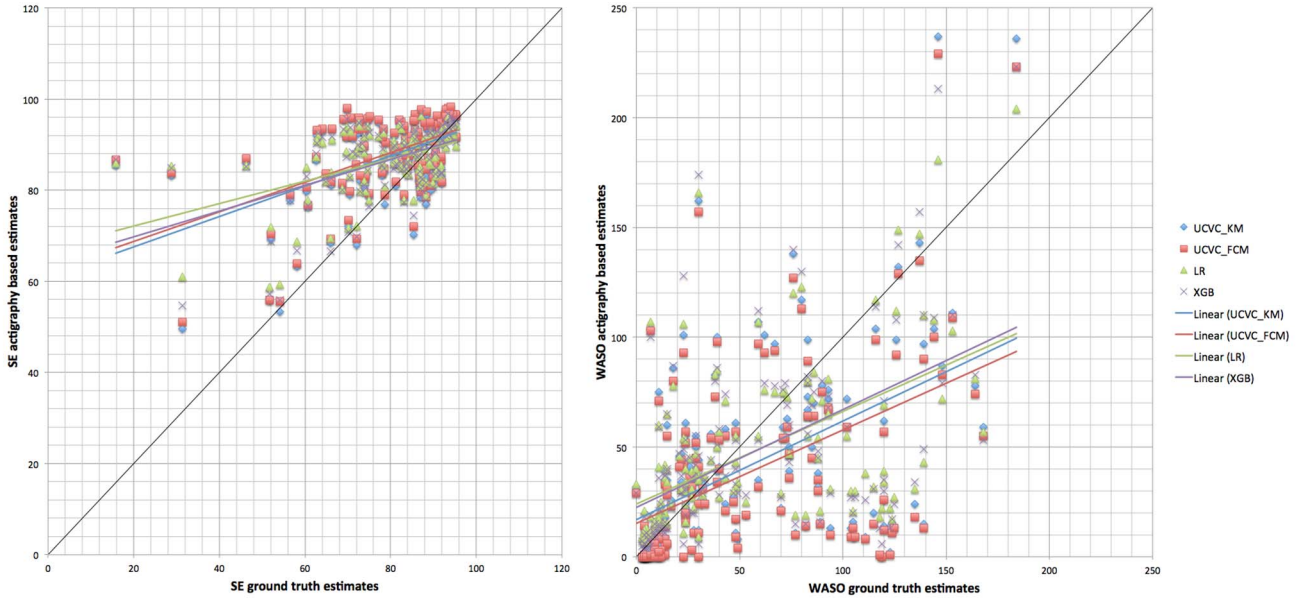 120
100
80
60
40
20
0
SE actigraphy based estimates
0 20 40 60 80 100 120
SE ground truth estimates
250
200
150
100
50
0
WASO actigraphy based estimates
0 50 100 150 200 250
WASO ground truth estimates
UCVC_KM
UCVC_FCM
LR
XGB
Linear (UCVC_KM)
Linear (UCVC_FCM)
Linear (LR)
Linear (XGB)